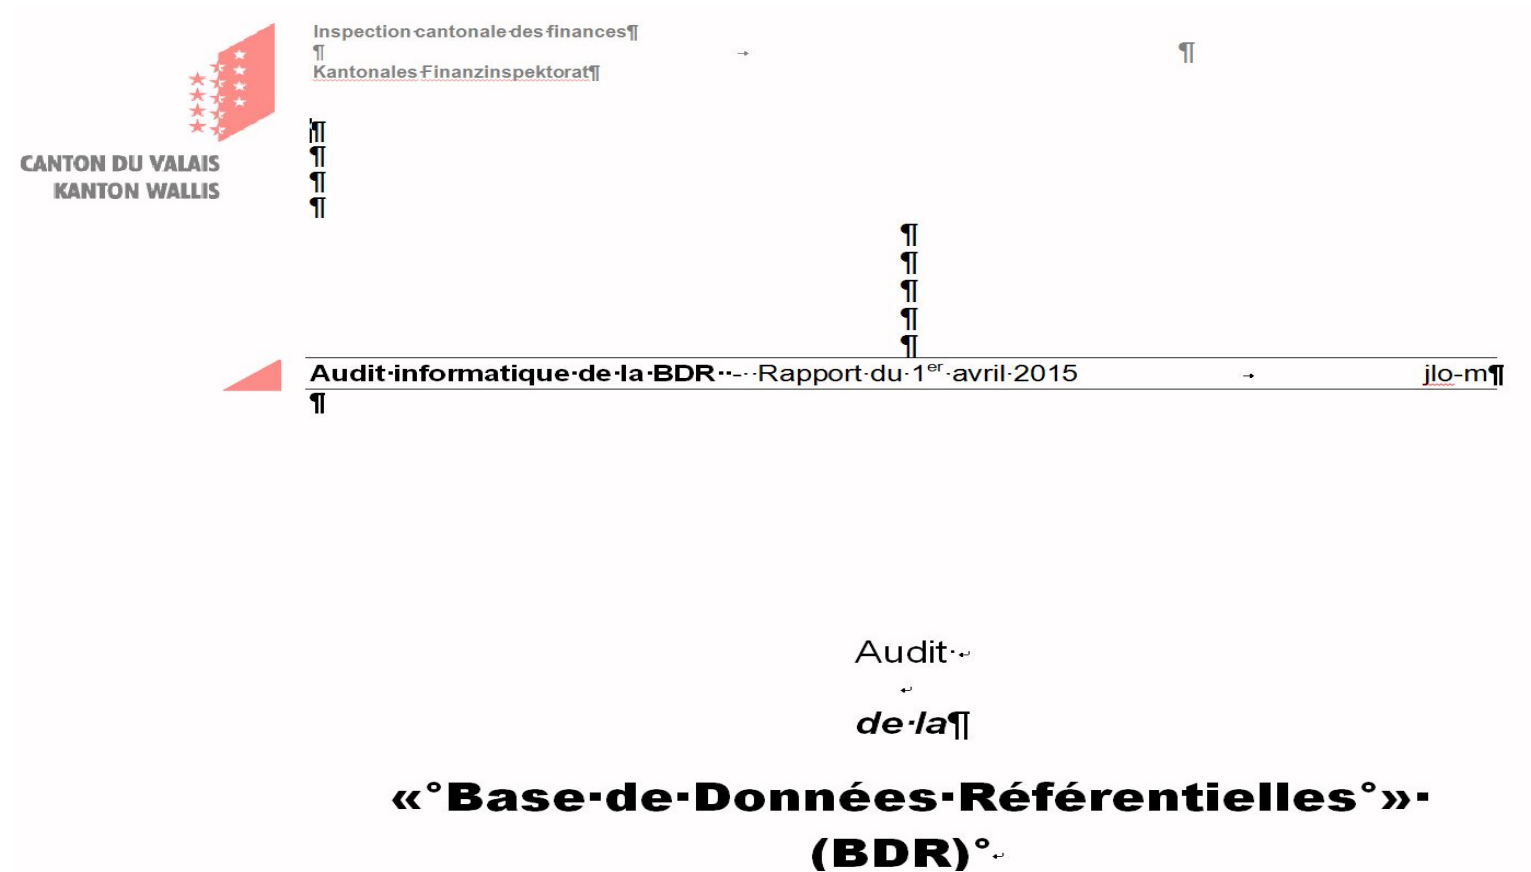 Inspection cantonale des finances¶
¶ → ¶
Kantonales Finanzinspektorat¶
CANTON DU VALAIS
KANTON WALLIS
¶
¶
¶
¶
¶
¶
¶
¶
¶
Audit·informatique·de·la·BDR··-··Rapport·du·1er·avril·2015 → jlo-m¶
¶
Audit·↵
↵
de·la¶
«°Base·de·Données·Référentielles°»·
(BDR)°↵